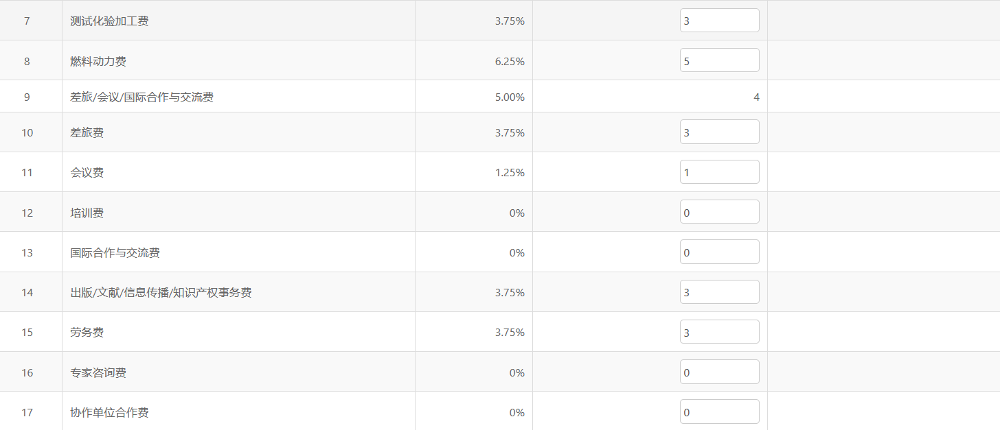 7 测试化验加工费 3.75% 3
8 燃料动力费 6.25% 5
9 差旅/会议/国际合作与交流费 5.00% 4
10 差旅费 3.75% 3
11 会议费 1.25% 1
12 培训费 0% 0
13 国际合作与交流费 0% 0
14 出版/文献/信息传播/知识产权事务费 3.75% 3
15 劳务费 3.75% 3
16 专家咨询费 0% 0
17 协作单位合作费 0% 0